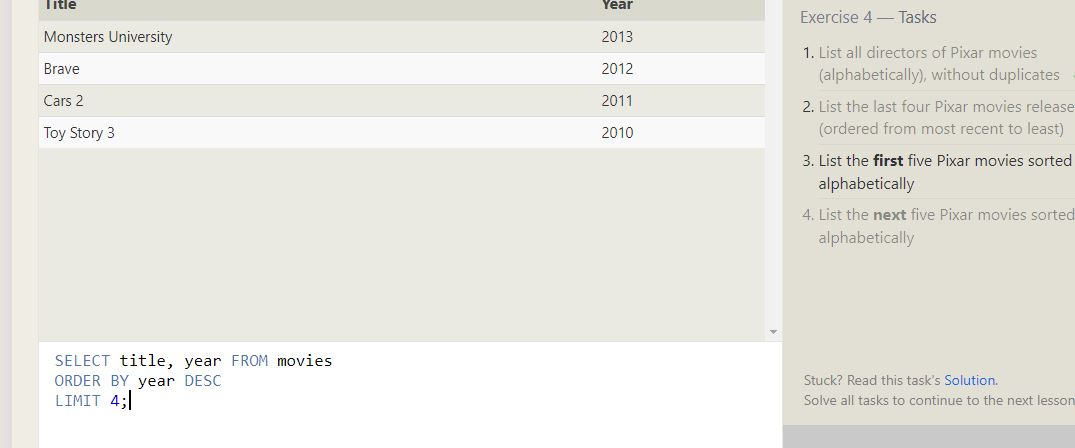 Title Year
Monsters University 2013
Brave 2012
Cars 2 2011
Toy Story 3 2010
SELECT title, year FROM movies
ORDER BY year DESC
LIMIT 4;
Exercise 4 — Tasks
1. List all directors of Pixar movies
(alphabetically), without duplicates
2. List the last four Pixar movies release
(ordered from most recent to least)
3. List the first five Pixar movies sorted
alphabetically
4. List the next five Pixar movies sorted
alphabetically
Stuck? Read this task's Solution.
Solve all tasks to continue to the next lesson